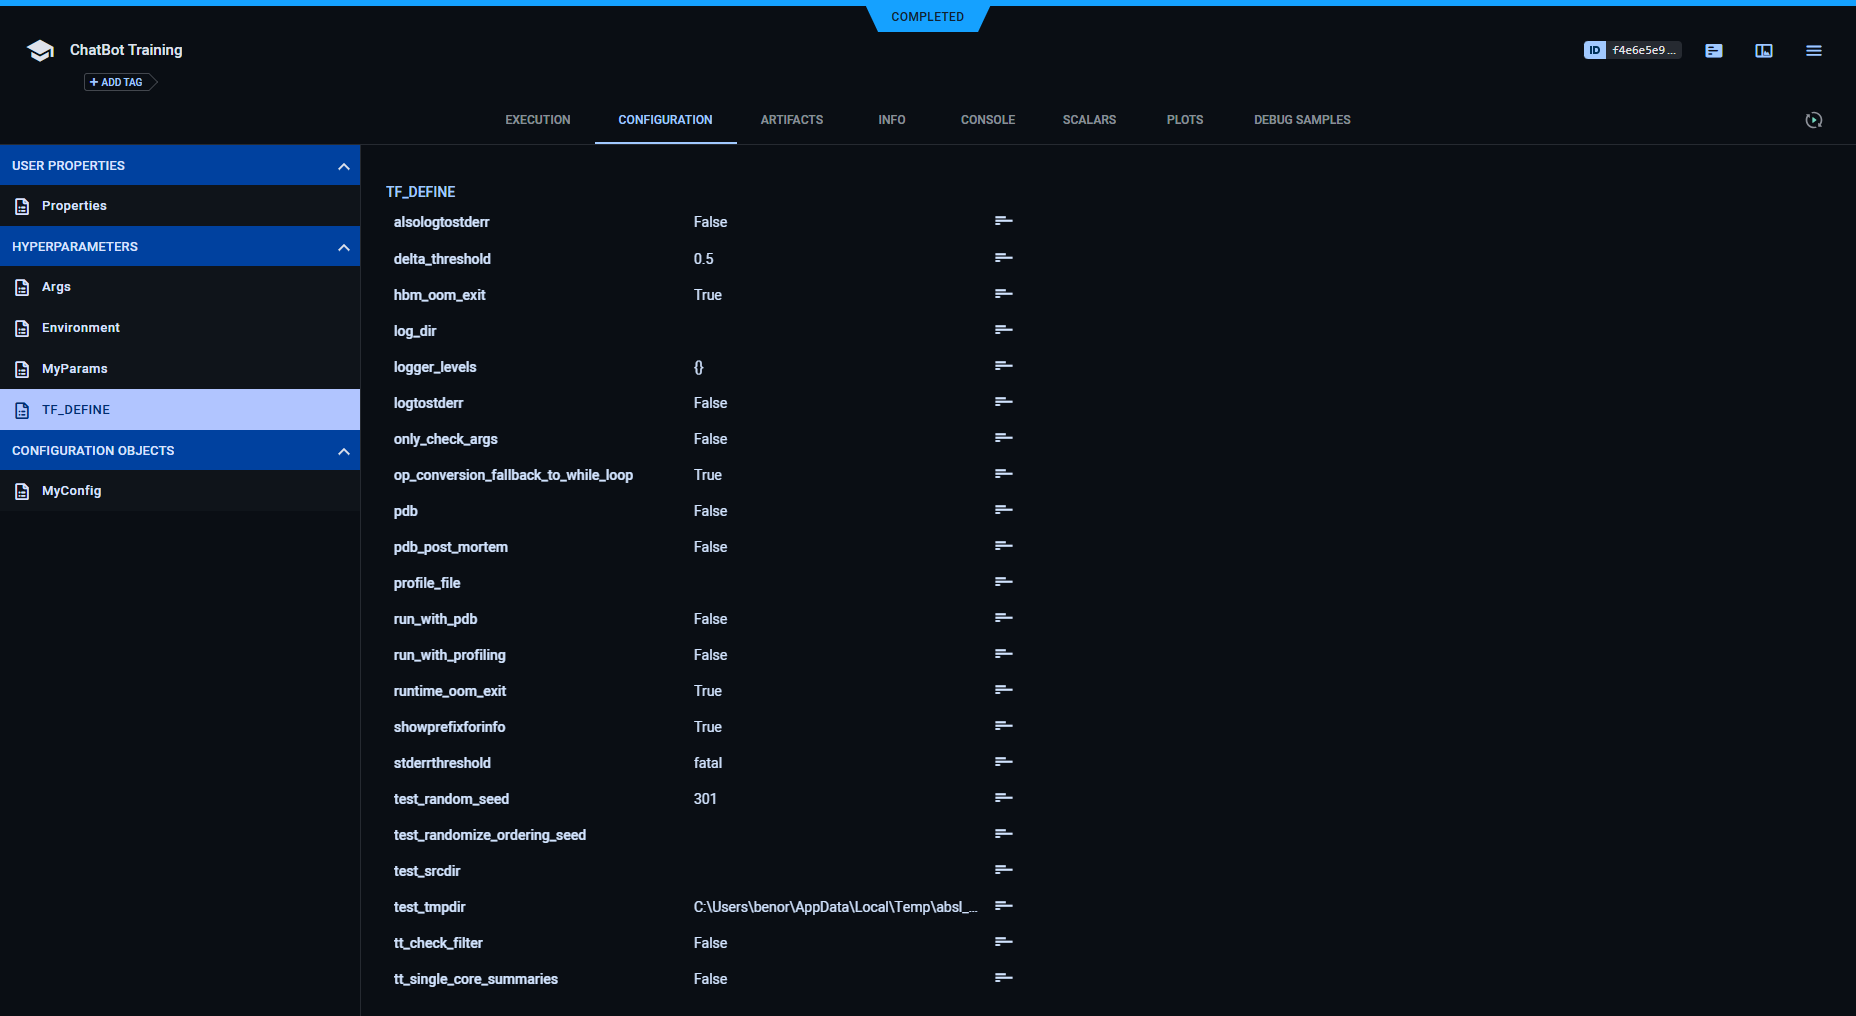 COMPLETED
ChatBot Training
ID f4e6e5e9...
+ ADD TAG
EXECUTION CONFIGURATION ARTIFACTS INFO CONSOLE SCALARS PLOTS DEBUG SAMPLES
USER PROPERTIES
Properties
HYPERPARAMETERS
Args
Environment
MyParams
TF_DEFINE
CONFIGURATION OBJECTS
MyConfig
TF_DEFINE
alsologtostderr False
delta_threshold 0.5
hbm_oom_exit True
log_dir
logger_levels {}
logtostderr False
only_check_args False
op_conversion_fallback_to_while_loop True
pdb False
pdb_post_mortem False
profile_file
run_with_pdb False
run_with_profiling False
runtime_oom_exit True
showprefixforinfo True
stderrthreshold fatal
test_random_seed 301
test_randomize_ordering_seed
test_srcdir
test_tmpdir C:\Users\benor\AppData\Local\Temp\absl_...
tt_check_filter False
tt_single_core_summaries False